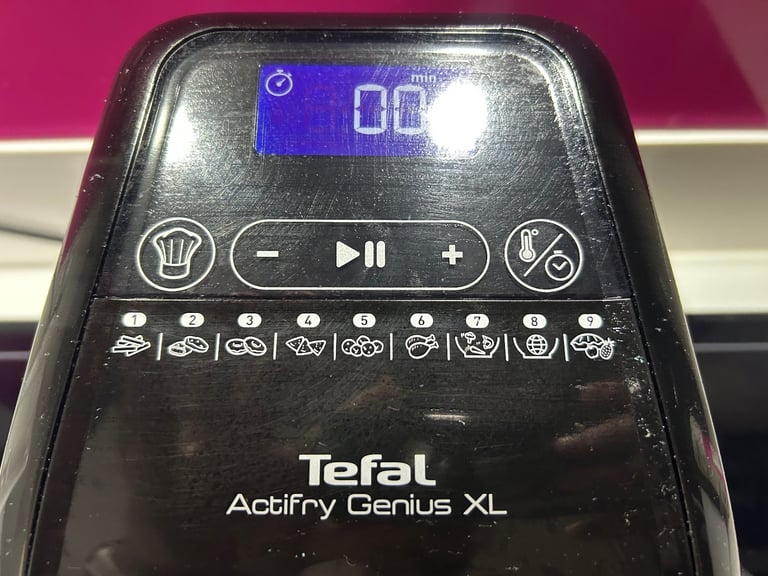 min
00
1 2 3 4 5 6 7 8 9
Tefal
Actifry Genius XL